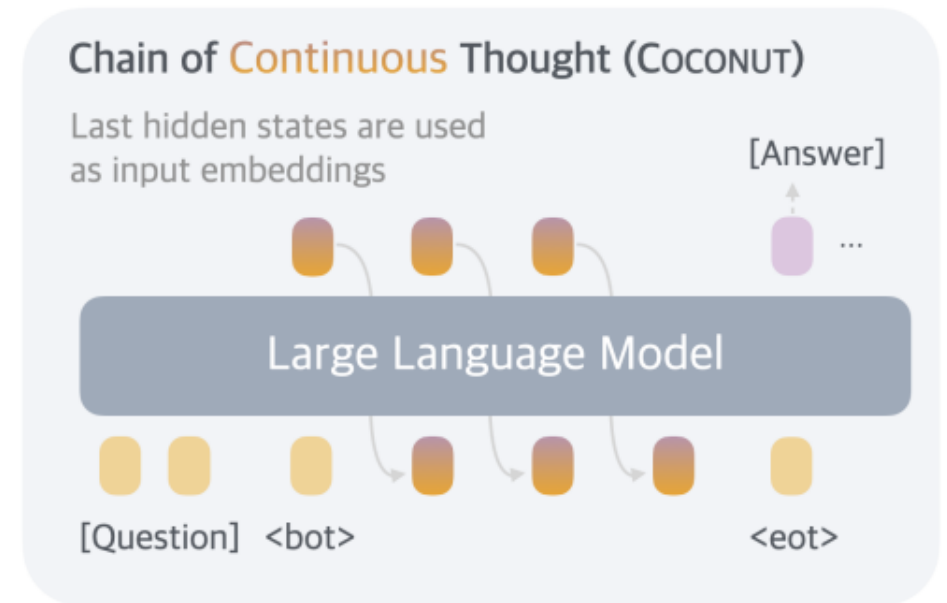 Chain of Continuous Thought (COCONUT)
Last hidden states are used
as input embeddings
[Answer]
...
Large Language Model
[Question] <bot> <eot>